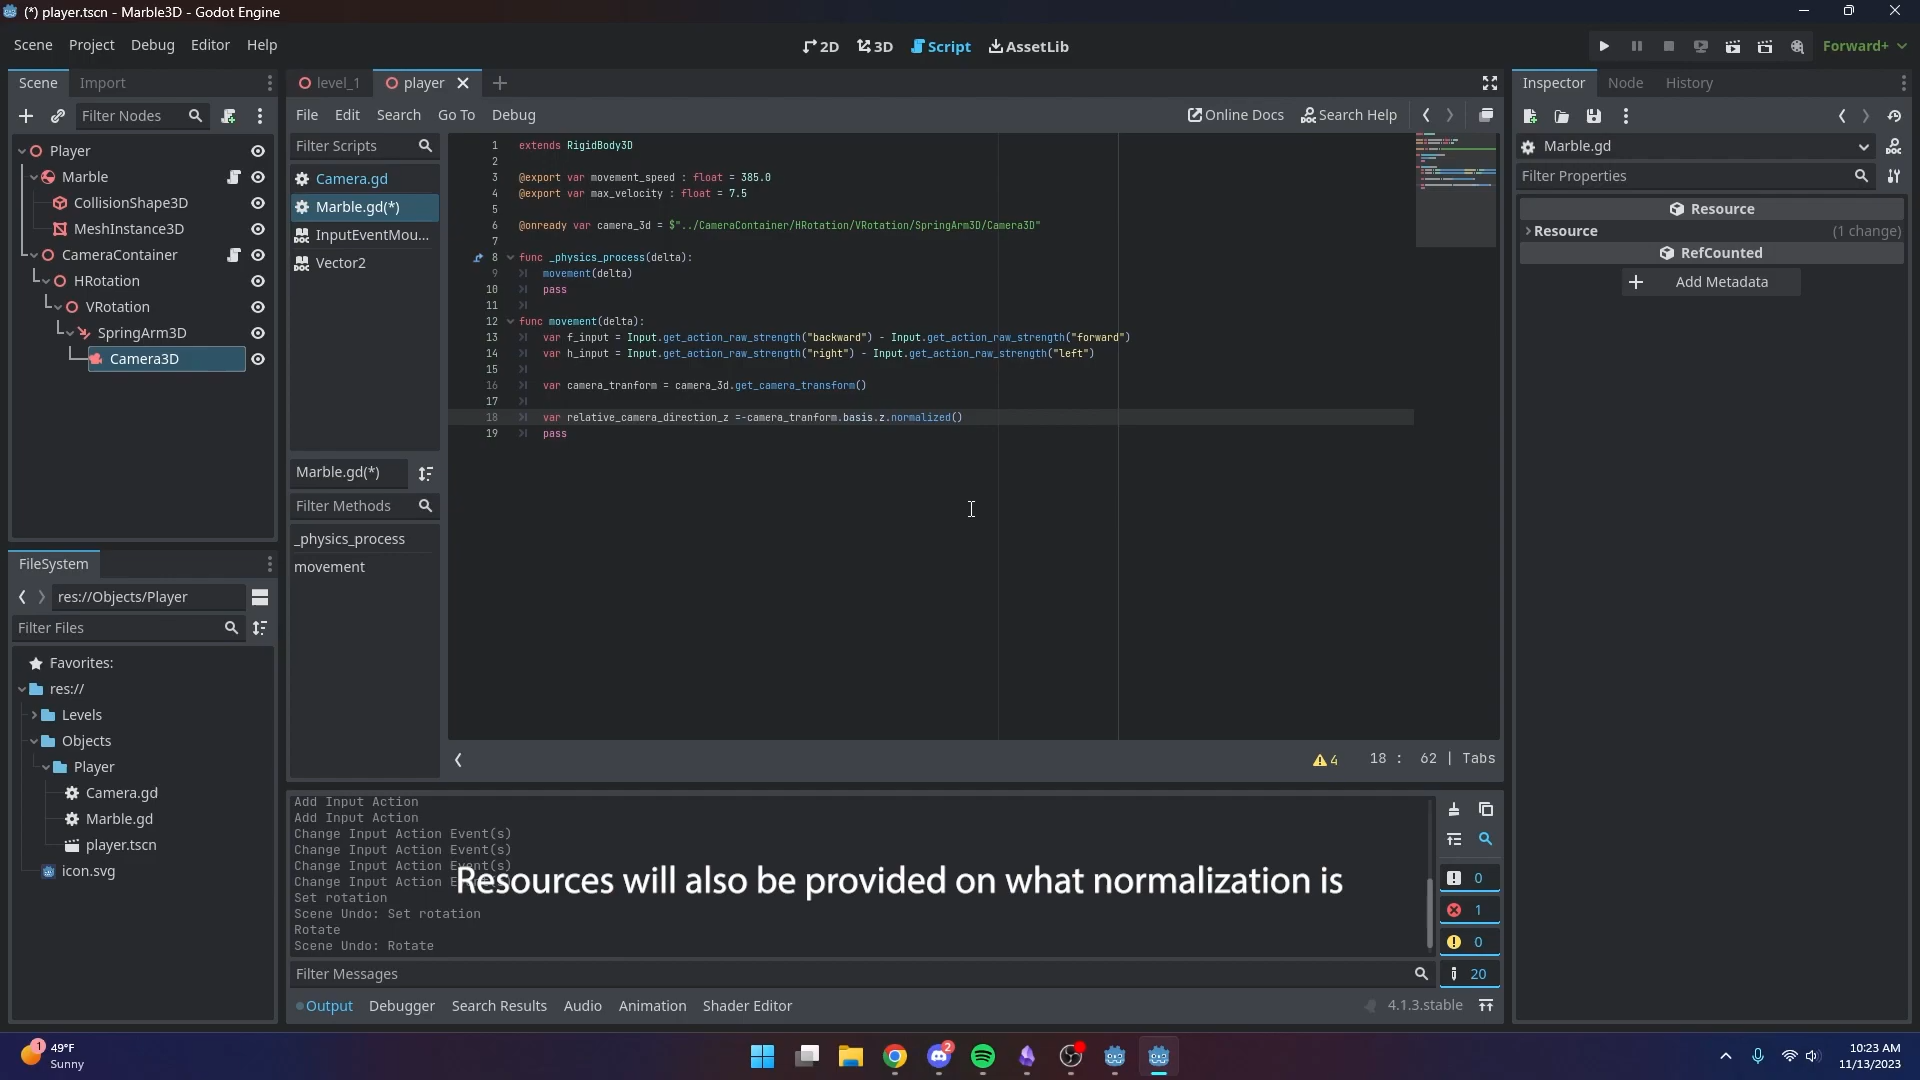 (*) player.tscn - Marble3D - Godot Engine
Scene Project Debug Editor Help
2D 3D Script AssetLib
Forward+
Scene Import
level_1 player
Inspector Node History
Filter Nodes
File Edit Search Go To Debug
Online Docs Search Help
Player
Marble
CollisionShape3D
MeshInstance3D
CameraContainer
HRotation
VRotation
SpringArm3D
Camera3D
Filter Scripts
Camera.gd
Marble.gd(*)
InputEventMou...
Vector2
Marble.gd(*)
Filter Methods
_physics_process
movement
1 extends RigidBody3D
2
3 @export var movement_speed : float = 385.0
4 @export var max_velocity : float = 7.5
5
6 @onready var camera_3d = $"../CameraContainer/HRotation/VRotation/SpringArm3D/Camera3D"
7
8 func _physics_process(delta):
9 movement(delta)
10 pass
11
12 func movement(delta):
13 var f_input = Input.get_action_raw_strength("backward") - Input.get_action_raw_strength("forward")
14 var h_input = Input.get_action_raw_strength("right") - Input.get_action_raw_strength("left")
15
16 var camera_tranform = camera_3d.get_camera_transform()
17
18 var relative_camera_direction_z =-camera_tranform.basis.z.normalized()
19 pass
4 18 : 62 | Tabs
Marble.gd
Filter Properties
Resource
Resource (1 change)
RefCounted
Add Metadata
FileSystem
res://Objects/Player
Filter Files
Favorites:
res://
Levels
Objects
Player
Camera.gd
Marble.gd
player.tscn
icon.svg
Add Input Action
Add Input Action
Change Input Action Event(s)
Change Input Action Event(s)
Change Input Action Event(s)
Change Input Action E
Set rotation
Scene Undo: Set rotation
Rotate
Scene Undo: Rotate
Resources will also be provided on what normalization is
0
1
0
20
Filter Messages
Output Debugger Search Results Audio Animation Shader Editor
4.1.3.stable
1
49°F
Sunny
2
10:23 AM
11/13/2023